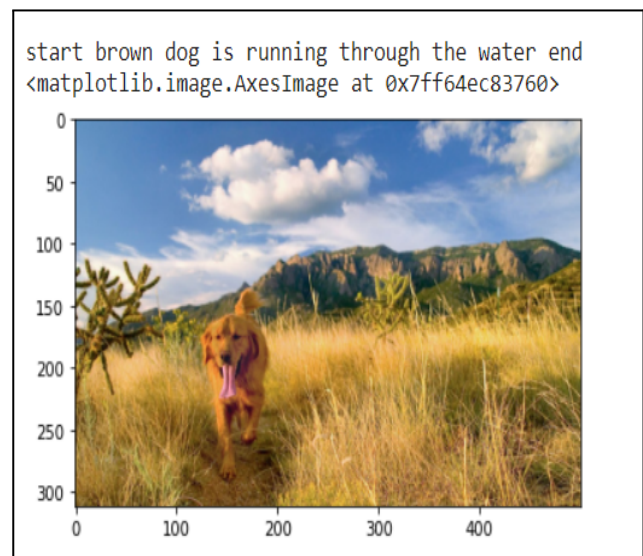 start brown dog is running through the water end
<matplotlib.image.AxesImage at 0x7ff64ec83760>
0
50
100
150
200
250
300
0 100 200 300 400